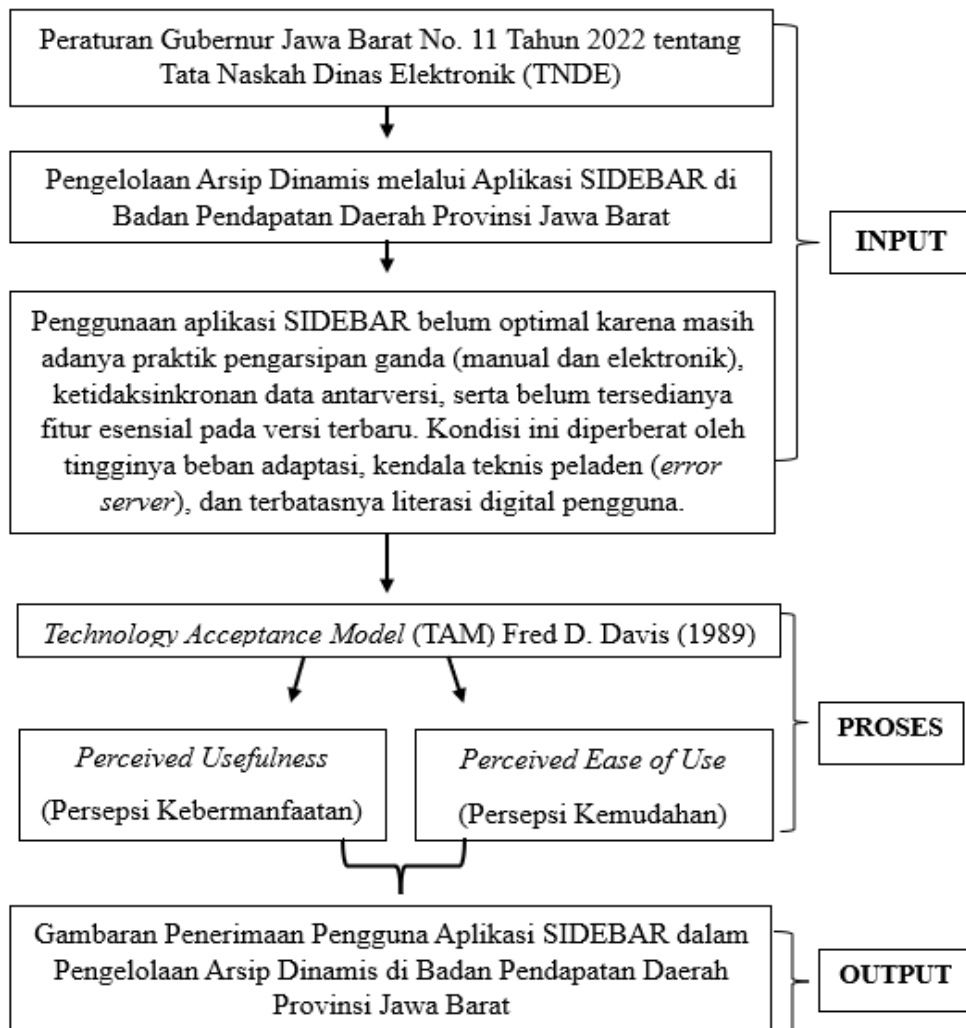 Peraturan Gubernur Jawa Barat No. 11 Tahun 2022 tentang
Tata Naskah Dinas Elektronik (TNDE)
Pengelolaan Arsip Dinamis melalui Aplikasi SIDEBAR di
Badan Pendapatan Daerah Provinsi Jawa Barat
INPUT
Penggunaan aplikasi SIDEBAR belum optimal karena masih
adanya praktik pengarsipan ganda (manual dan elektronik),
ketidaksinkronan data antarversi, serta belum tersedianya
fitur esensial pada versi terbaru. Kondisi ini diperberat oleh
tingginya beban adaptasi, kendala teknis peladen (error
server), dan terbatasnya literasi digital pengguna.
Technology Acceptance Model (TAM) Fred D. Davis (1989)
PROSES
Perceived Usefulness
(Persepsi Kebermanfaatan)
Perceived Ease of Use
(Persepsi Kemudahan)
Gambaran Penerimaan Pengguna Aplikasi SIDEBAR dalam
Pengelolaan Arsip Dinamis di Badan Pendapatan Daerah
Provinsi Jawa Barat
OUTPUT